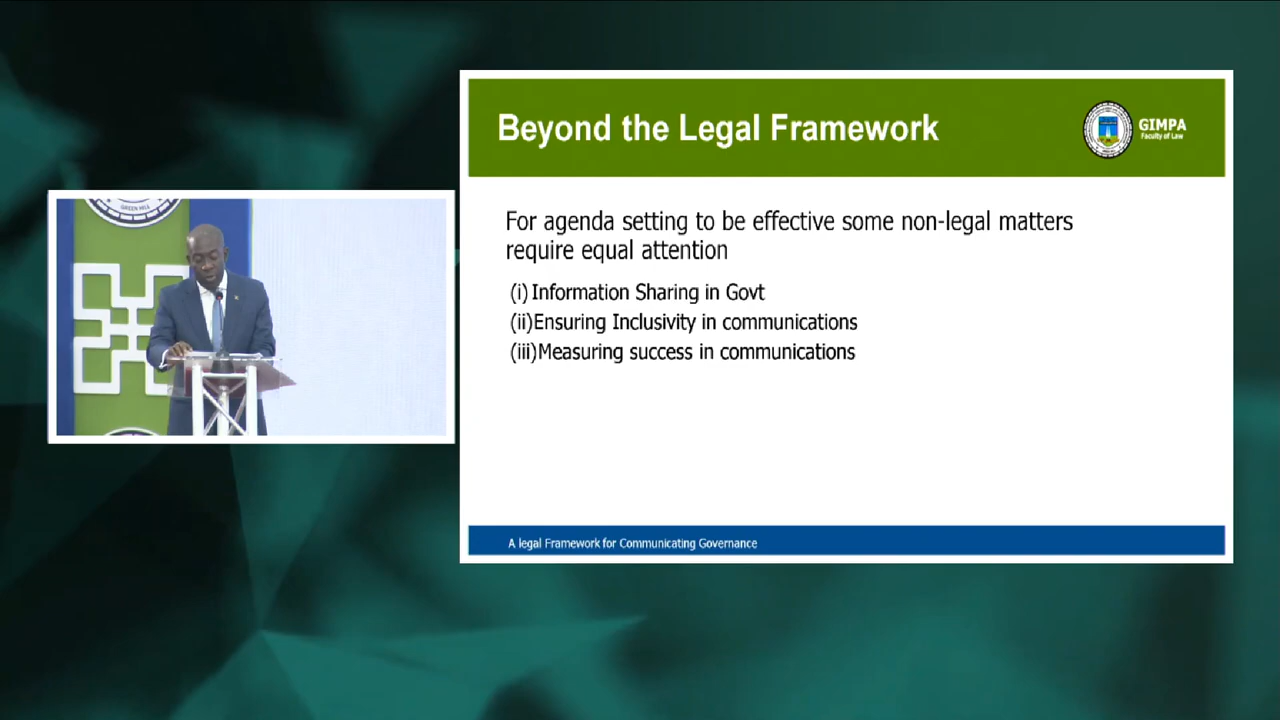 Beyond the Legal Framework
GIMPA
Faculty of Law
For agenda setting to be effective some non-legal matters
require equal attention
(i) Information Sharing in Govt
(ii)Ensuring Inclusivity in communications
(iii)Measuring success in communications
A legal Framework for Communicating Governance
GREEN HILL